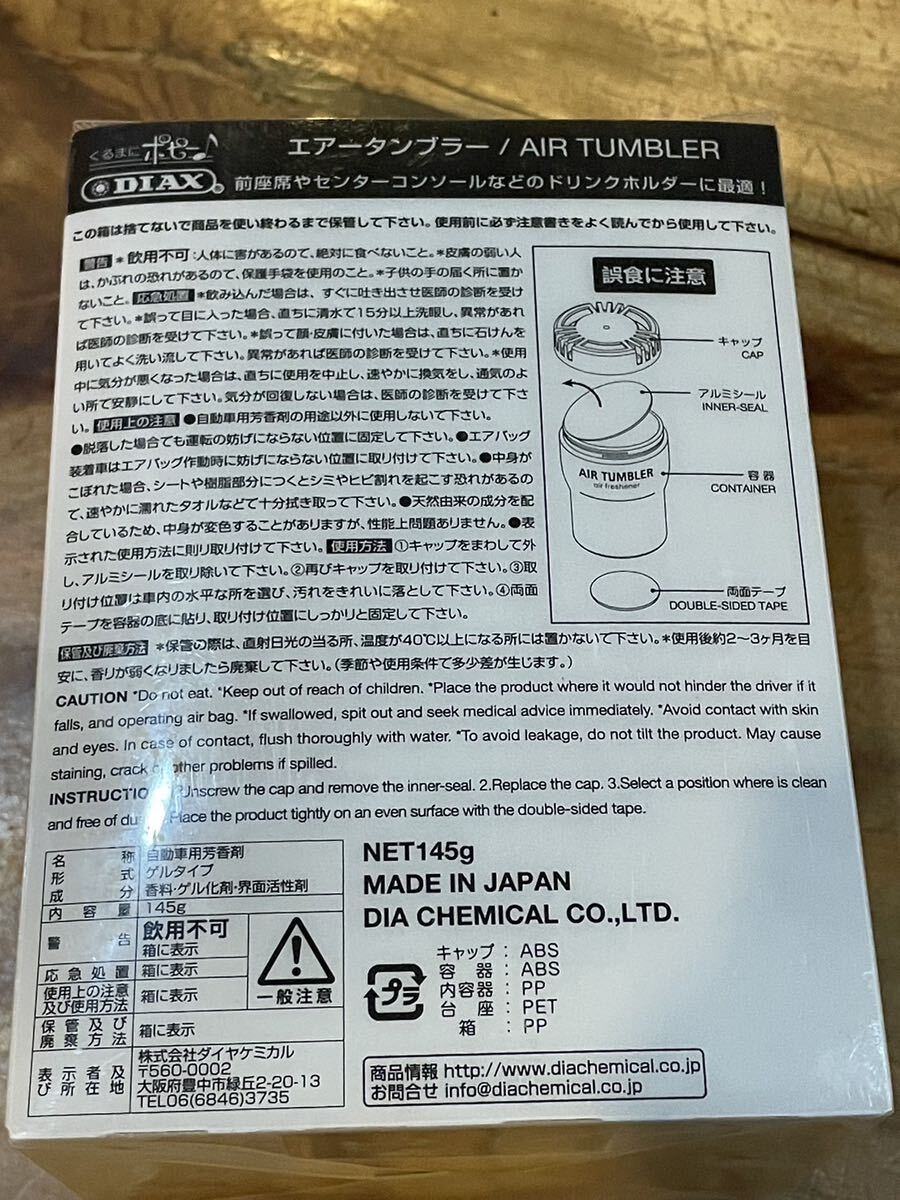 くるまにポピー♪
エアータンブラー / AIR TUMBLER
DIAX®
前座席やセンターコンソールなどのドリンクホルダーに最適！
この箱は捨てないで商品を使い終わるまで保管して下さい。使用前に必ず注意書きをよく読んでから使用して下さい。
警告 *飲用不可:人体に害があるので、絶対に食べないこと。*皮膚の弱い人
は、かぶれの恐れがあるので、保護手袋を使用のこと。*子供の手の届く所に置か
ないこと。応急処置 *飲み込んだ場合は、すぐに吐き出させ医師の診断を受け
て下さい。*誤って目に入った場合、直ちに清水で15分以上洗眼し、異常があれ
ば医師の診断を受けて下さい。*誤って顔・皮膚に付いた場合は、直ちに石けんを
用いてよく洗い流して下さい。異常があれば医師の診断を受けて下さい。*使用
中に気分が悪くなった場合は、直ちに使用を中止し、速やかに換気をし、通気のよ
い所で安静にして下さい。気分が回復しない場合は、医師の診断を受けて下さ
い。使用上の注意 ●自動車用芳香剤の用途以外に使用しないで下さい。
●脱落した場合でも運転の妨げにならない位置に固定して下さい。●エアバッグ
装着車はエアバッグ作動時に妨げにならない位置に取り付けて下さい。●中身が
こぼれた場合、シートや樹脂部分につくとシミやヒビ割れを起こす恐れがあるの
で、速やかに濡れたタオルなどで十分拭き取って下さい。●天然由来の成分を配
合しているため、中身が変色することがありますが、性能上問題ありません。●表
示された使用方法に則り取り付けて下さい。使用方法 ①キャップをまわして外
し、アルミシールを取り除いて下さい。②再びキャップを取り付けて下さい。③取
り付け位置は車内の水平な所を選び、汚れをきれいに落として下さい。④両面
テープを容器の底に貼り、取り付け位置にしっかりと固定して下さい。
保管及び廃棄方法 *保管の際は、直射日光の当る所、温度が40℃以上になる所には置かないで下さい。*使用後約2〜3ヶ月を目
安に、香りが弱くなりましたら廃棄して下さい。(季節や使用条件で多少差が生じます。)
誤食に注意
キャップ
CAP
アルミシール
INNER-SEAL
AIR TUMBLER
air freshener
容器
CONTAINER
両面テープ
DOUBLE-SIDED TAPE
CAUTION *Do not eat. *Keep out of reach of children. *Place the product where it would not hinder the driver if it
falls, and operating air bag. *If swallowed, spit out and seek medical advice immediately. *Avoid contact with skin
and eyes. In case of contact, flush thoroughly with water. *To avoid leakage, do not tilt the product. May cause
staining, crack other problems if spilled.
INSTRUCTIO Unscrew the cap and remove the inner-seal. 2.Replace the cap. 3.Select a position where is clean
and free of Place the product tightly on an even surface with the double-sided tape.
名称 自動車用芳香剤
形式 ゲルタイプ
成分 香料・ゲル化剤・界面活性剤
内容量 145g
警告 飲用不可
箱に表示
一般注意
応急処置 箱に表示
使用上の注意
及び使用方法 箱に表示
保管及び
廃棄方法 箱に表示
表示者及
び所在地
株式会社ダイヤケミカル
〒560-0002
大阪府豊中市緑丘2-20-13
TEL06(6846)3735
NET145g
MADE IN JAPAN
DIA CHEMICAL CO.,LTD.
プラ
キャップ : ABS
容器 : ABS
内容器 : PP
台座 : PET
箱 : PP
商品情報 http://www.diachemical.co.jp
お問合せ info@diachemical.co.jp